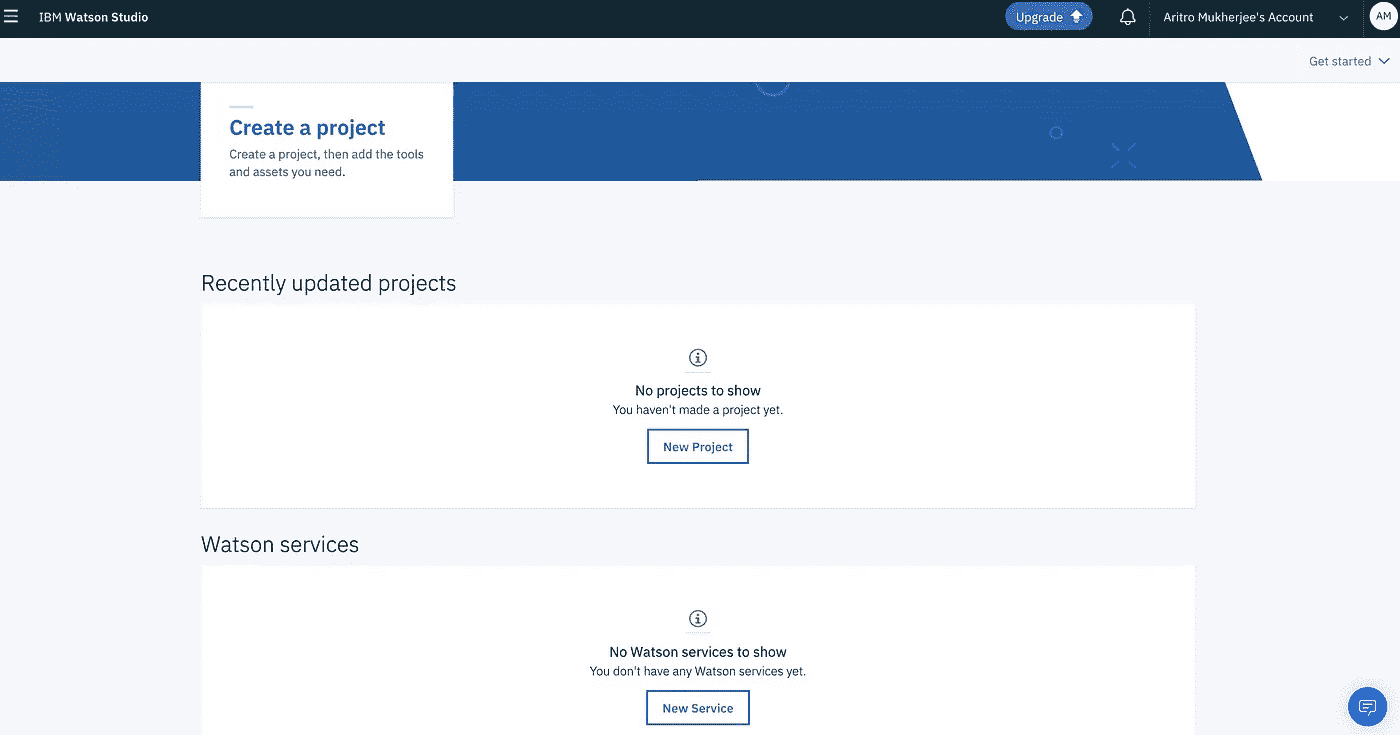 IBM Watson Studio
Upgrade
Aritro Mukherjee's Account
AM
Get started
Create a project
Create a project, then add the tools
and assets you need.
Recently updated projects
No projects to show
You haven't made a project yet.
New Project
Watson services
No Watson services to show
You don't have any Watson services yet.
New Service